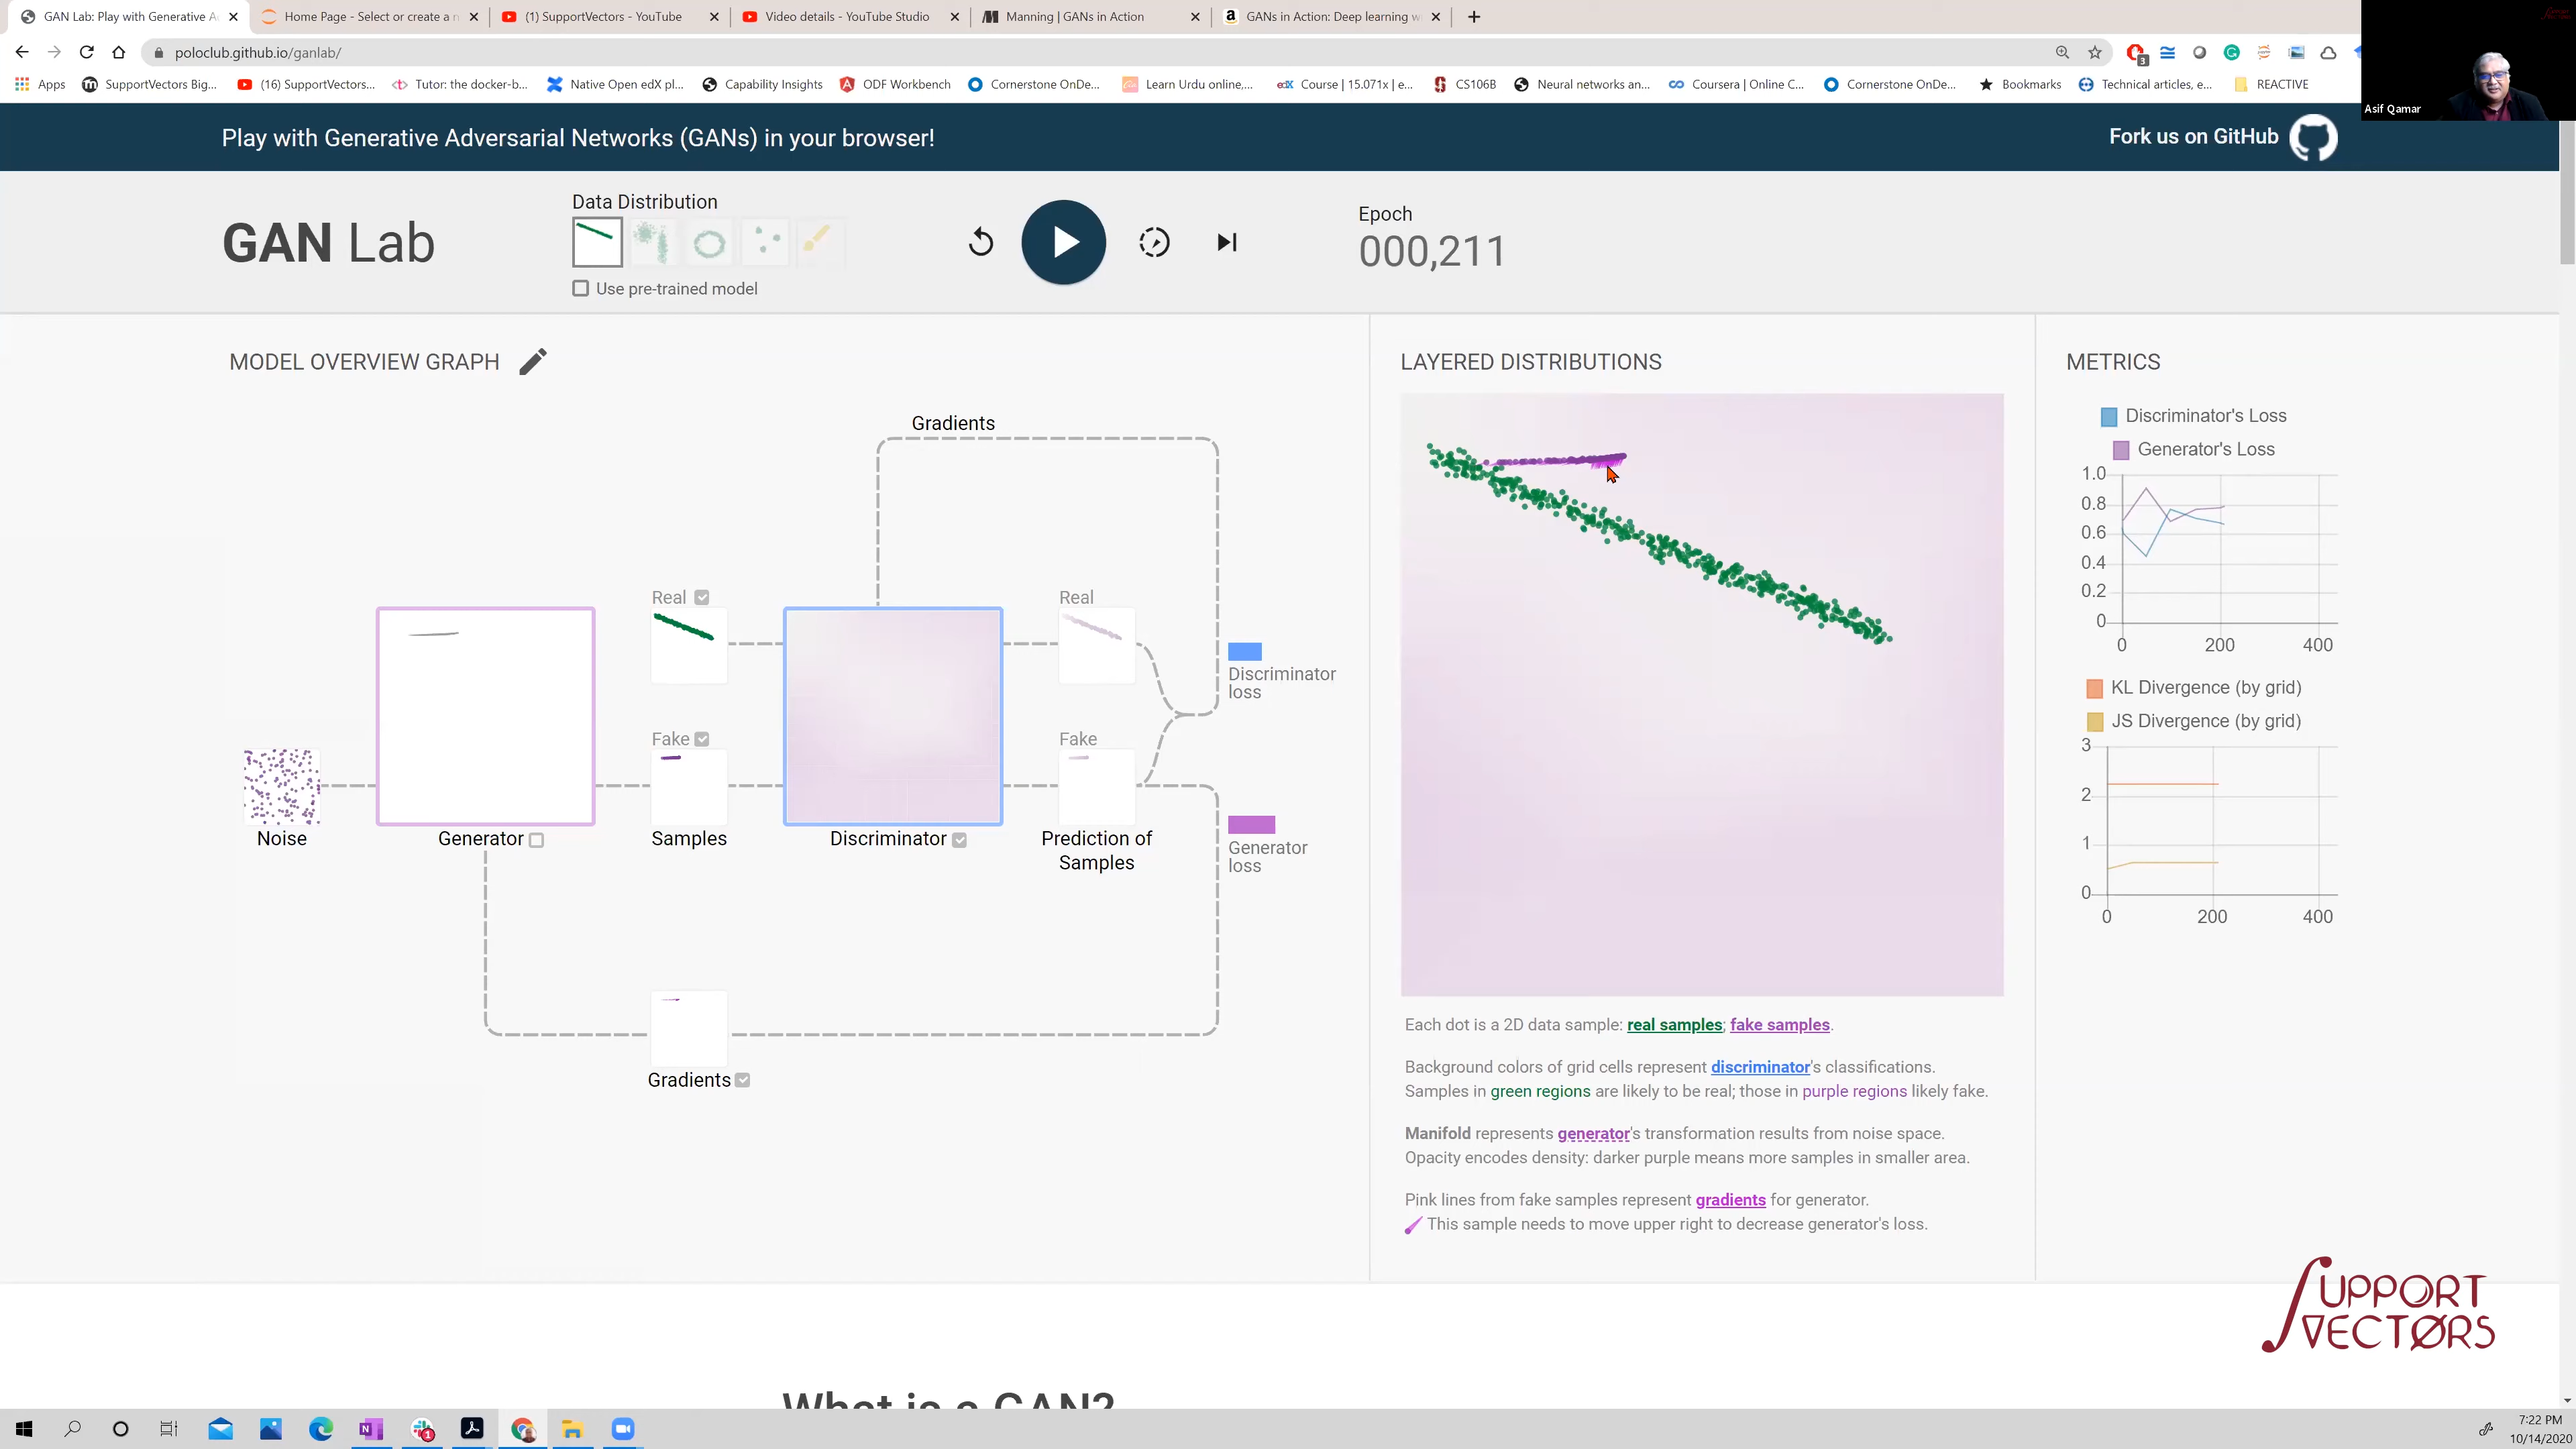 GAN Lab: Play with Generative A
Home Page - Select or create a n
(1) SupportVectors - YouTube
Video details - YouTube Studio
Manning | GANs in Action
GANs in Action: Deep learning w
poloclub.github.io/ganlab/
Apps
SupportVectors Big...
(16) SupportVectors...
Tutor: the docker-b...
Native Open edX pl...
Capability Insights
ODF Workbench
Cornerstone OnDe...
Learn Urdu online,...
Course | 15.071x | e...
CS106B
Neural networks an...
Coursera | Online C...
Cornerstone OnDe...
Bookmarks
Technical articles, e...
REACTIVE
Asif Qamar
Play with Generative Adversarial Networks (GANs) in your browser!
Fork us on GitHub
GAN Lab
Data Distribution
Use pre-trained model
Epoch
000,211
MODEL OVERVIEW GRAPH
Gradients
Real
Real
Fake
Fake
Noise
Generator
Samples
Discriminator
Prediction of
Samples
Discriminator
loss
Generator
loss
Gradients
LAYERED DISTRIBUTIONS
Each dot is a 2D data sample: real samples; fake samples.
Background colors of grid cells represent discriminator's classifications.
Samples in green regions are likely to be real; those in purple regions likely fake.
Manifold represents generator's transformation results from noise space.
Opacity encodes density: darker purple means more samples in smaller area.
Pink lines from fake samples represent gradients for generator.
This sample needs to move upper right to decrease generator's loss.
METRICS
Discriminator's Loss
Generator's Loss
1.0
0.8
0.6
0.4
0.2
0
0 200 400
KL Divergence (by grid)
JS Divergence (by grid)
3
2
1
0
0 200 400
SUPPORT
VECTORS
What is a GAN?
7:22 PM
10/14/2020